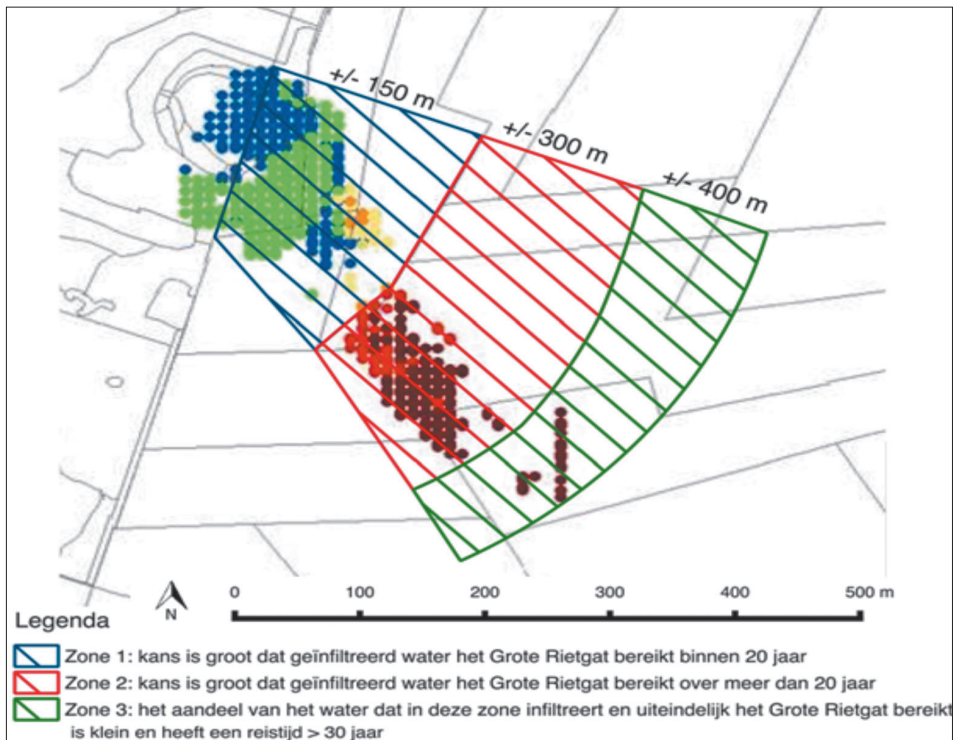 +/- 150 m
+/- 300 m
+/- 400 m
N
0 100 200 300 400 500 m
Legenda
Zone 1: kans is groot dat geïnfiltreerd water het Grote Rietgat bereikt binnen 20 jaar
Zone 2: kans is groot dat geïnfiltreerd water het Grote Rietgat bereikt over meer dan 20 jaar
Zone 3: het aandeel van het water dat in deze zone infiltreert en uiteindelijk het Grote Rietgat bereikt
is klein en heeft een reistijd > 30 jaar